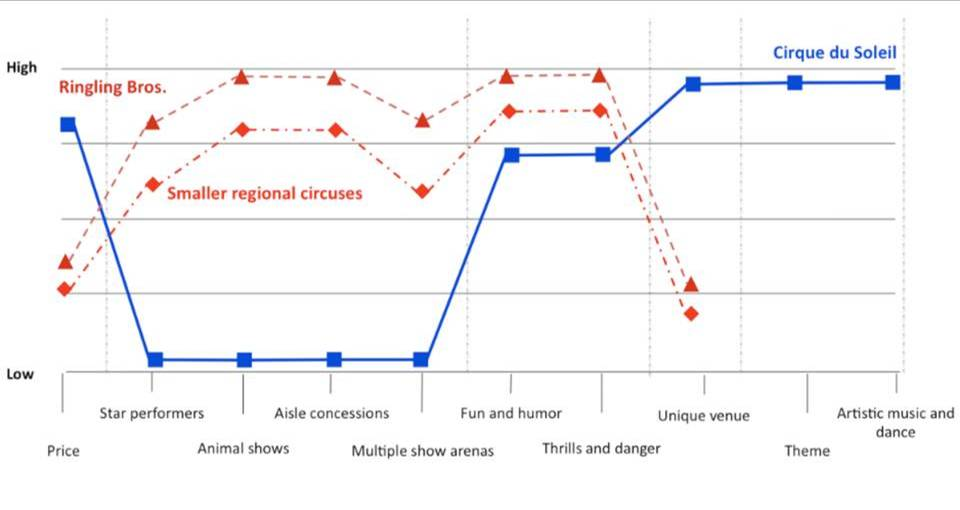 Cirque du Soleil
High
Ringling Bros.
Smaller regional circuses
Low
Star performers
Aisle concessions
Fun and humor
Unique venue
Artistic music and
dance
Price
Animal shows
Multiple show arenas
Thrills and danger
Theme